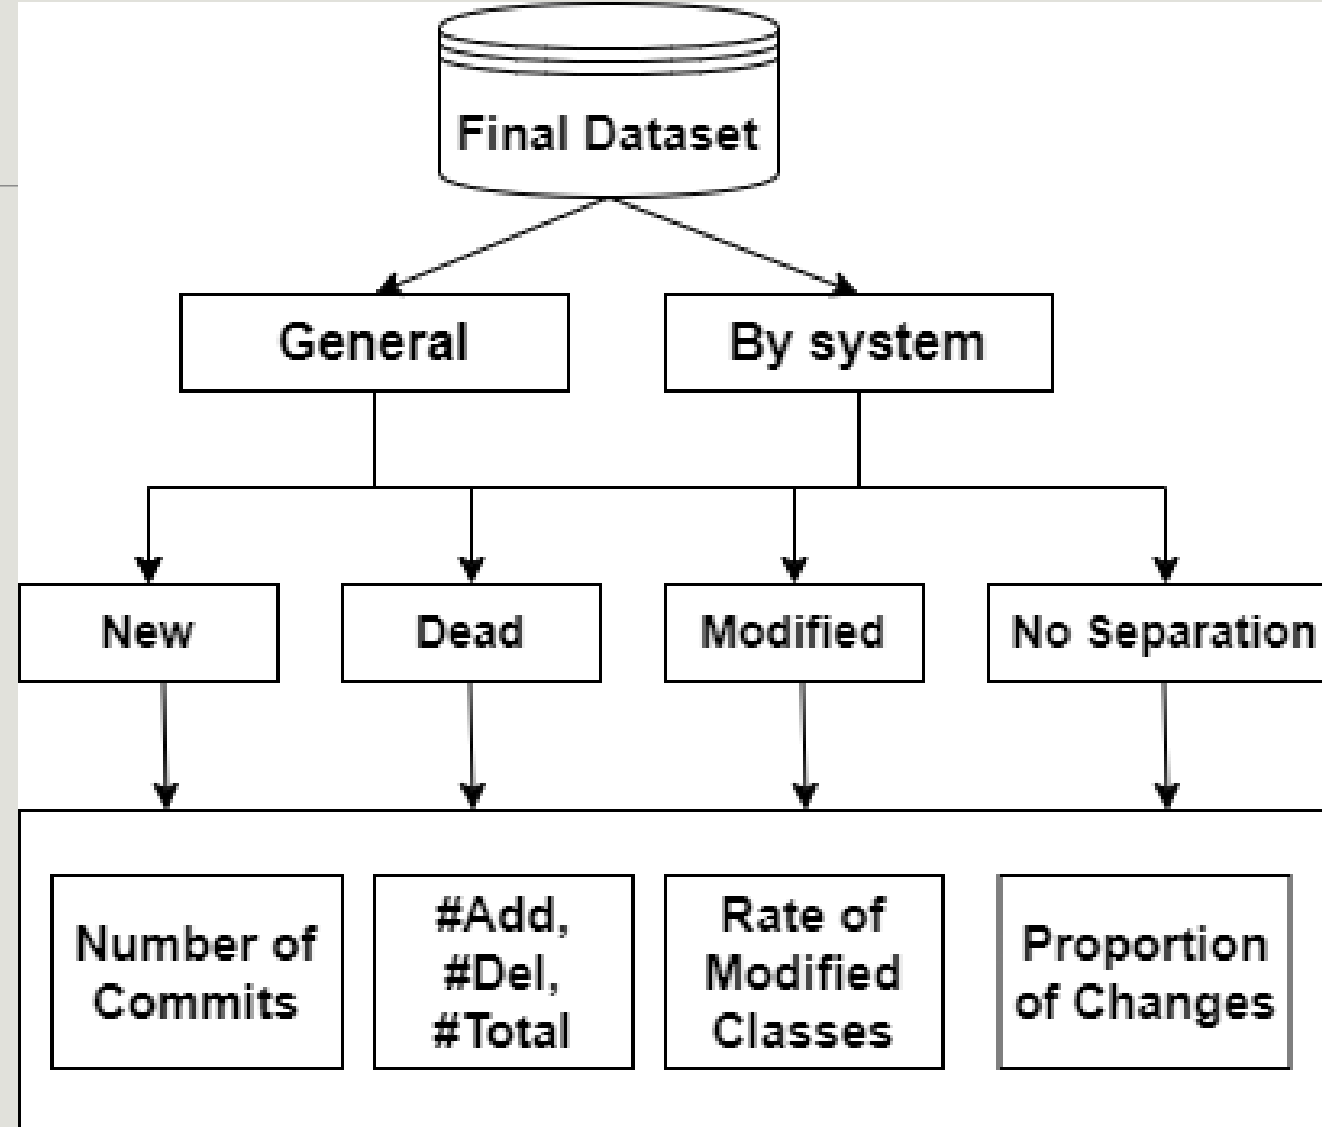 Final Dataset
General
By system
New
Dead
Modified
No Separation
Number of
Commits
#Add,
#Del,
#Total
Rate of
Modified
Classes
Proportion
of Changes